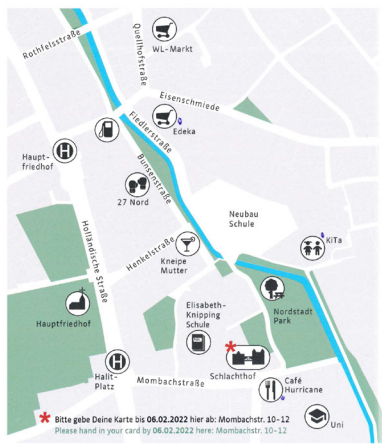 Rothfelsstraße
Quellhofstraße
WL-Markt
Eisenschmiede
Fiedlerstraße
Edeka
Haupt-
friedhof
H
Bunsenstraße
27 Nord
Holländische Straße
Henkelstraße
Kneipe
Mutter
Neubau
Schule
KiTa
Hauptfriedhof
Elisabeth-
Knipping
Schule
Nordstadt
Park
Schlachthof
H
Halit-
Platz
Mombachstraße
Café
Hurricane
Uni
* Bitte gebe Deine Karte bis 06.02.2022 hier ab: Mombachstr. 10-12
Please hand in your card by 06.02.2022 here: Mombachstr. 10-12